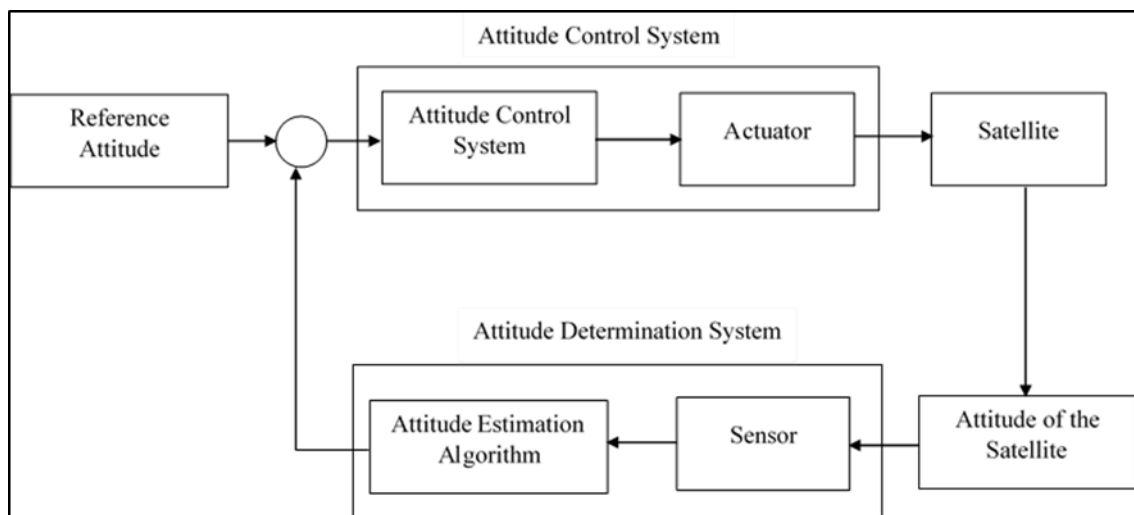 Attitude Control System
Reference
Attitude
Attitude Control
System
Actuator
Satellite
Attitude Determination System
Attitude Estimation
Algorithm
Sensor
Attitude of the
Satellite